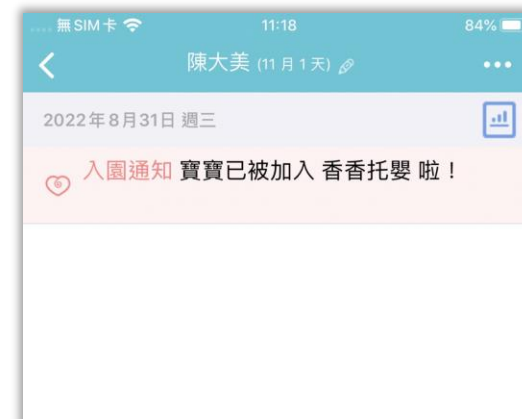 無SIM卡 11:18 84%
陳大美 (11 月 1 天)
2022年8月31日 週三
入園通知 寶寶已被加入 香香托嬰 啦！